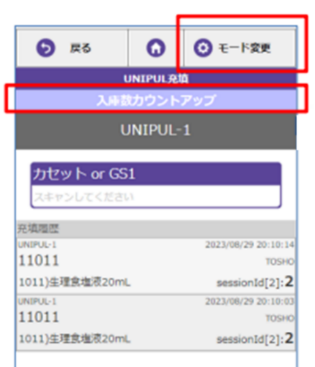 戻る
モード変更
UNIPUL充填
入庫数カウントアップ
UNIPUL-1
カセット or GS1
スキャンしてください
充填履歴
UNIPUL-1 2023/08/29 20:10:14
11011 TOSHO
1011)生理食塩液20mL sessionId[2]:2
UNIPUL-1 2023/08/29 20:10:03
11011 TOSHO
1011)生理食塩液20mL sessionId[2]:2